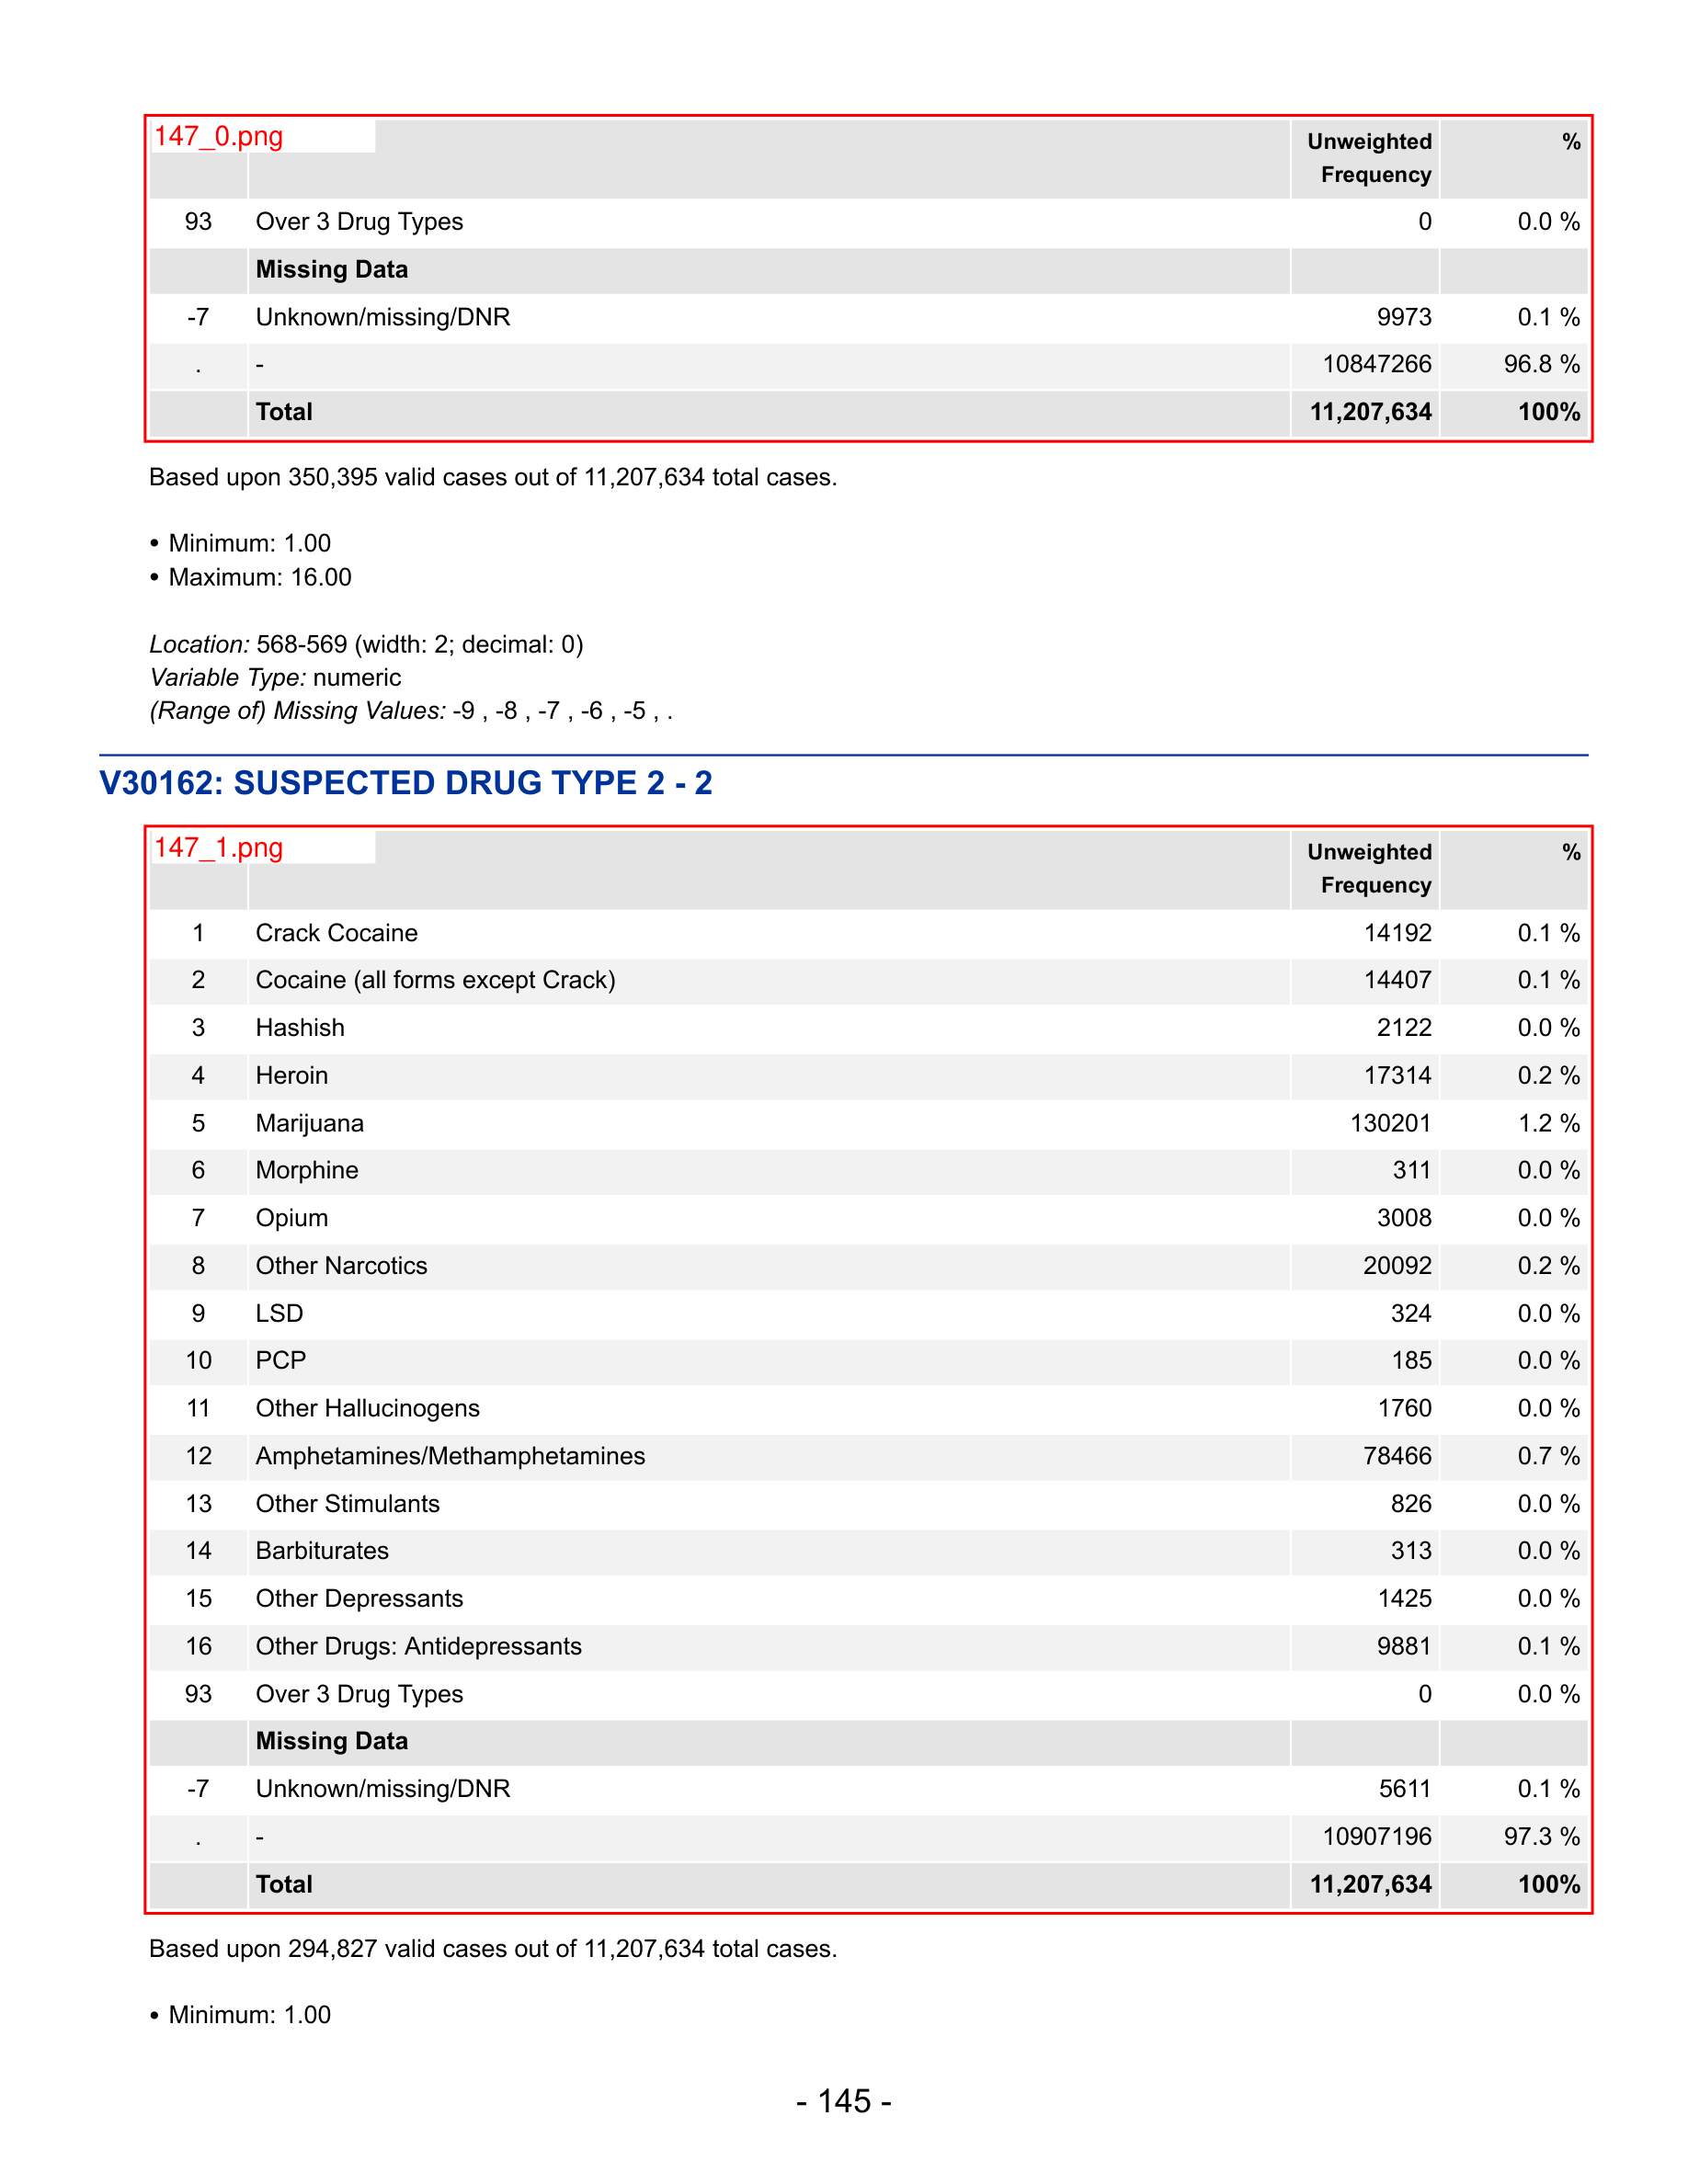 147_0.png
Unweighted Frequency %
93 Over 3 Drug Types 0 0.0 %
Missing Data
-7 Unknown/missing/DNR 9973 0.1 %
. - 10847266 96.8 %
Total 11,207,634 100%
Based upon 350,395 valid cases out of 11,207,634 total cases.
• Minimum: 1.00
• Maximum: 16.00
Location: 568-569 (width: 2; decimal: 0)
Variable Type: numeric
(Range of) Missing Values: -9 , -8 , -7 , -6 , -5 , .
V30162: SUSPECTED DRUG TYPE 2 - 2
147_1.png
Unweighted Frequency %
1 Crack Cocaine 14192 0.1 %
2 Cocaine (all forms except Crack) 14407 0.1 %
3 Hashish 2122 0.0 %
4 Heroin 17314 0.2 %
5 Marijuana 130201 1.2 %
6 Morphine 311 0.0 %
7 Opium 3008 0.0 %
8 Other Narcotics 20092 0.2 %
9 LSD 324 0.0 %
10 PCP 185 0.0 %
11 Other Hallucinogens 1760 0.0 %
12 Amphetamines/Methamphetamines 78466 0.7 %
13 Other Stimulants 826 0.0 %
14 Barbiturates 313 0.0 %
15 Other Depressants 1425 0.0 %
16 Other Drugs: Antidepressants 9881 0.1 %
93 Over 3 Drug Types 0 0.0 %
Missing Data
-7 Unknown/missing/DNR 5611 0.1 %
. - 10907196 97.3 %
Total 11,207,634 100%
Based upon 294,827 valid cases out of 11,207,634 total cases.
• Minimum: 1.00
- 145 -